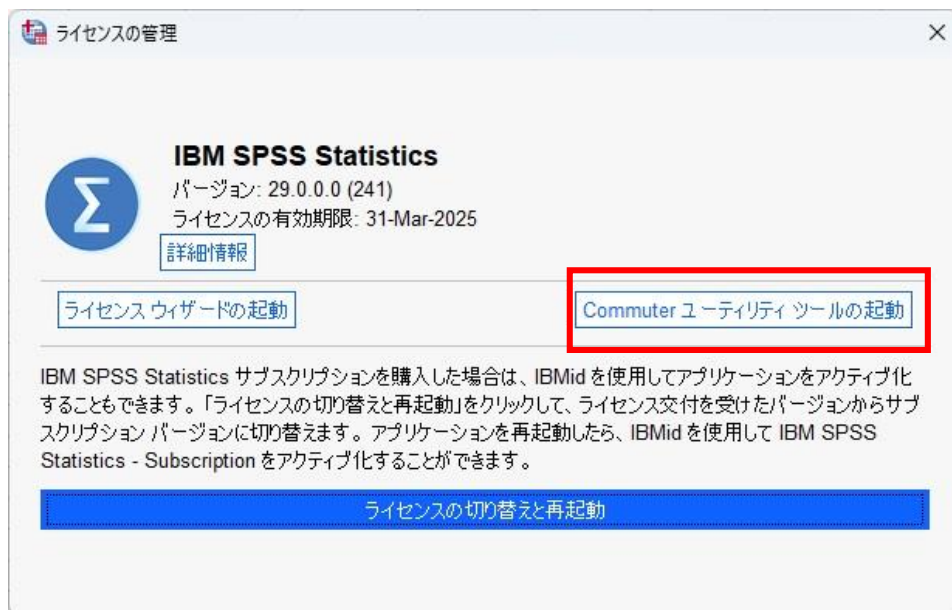 ライセンスの管理
IBM SPSS Statistics
バージョン: 29.0.0.0 (241)
ライセンスの有効期限: 31-Mar-2025
詳細情報
ライセンス ウィザードの起動
Commuter ユーティリティ ツールの起動
IBM SPSS Statistics サブスクリプションを購入した場合は、IBMid を使用してアプリケーションをアクティブ化
することもできます。「ライセンスの切り替えと再起動」をクリックして、ライセンス交付を受けたバージョンからサブ
スクリプション バージョンに切り替えます。アプリケーションを再起動したら、IBMid を使用して IBM SPSS
Statistics - Subscription をアクティブ化することができます。
ライセンスの切り替えと再起動